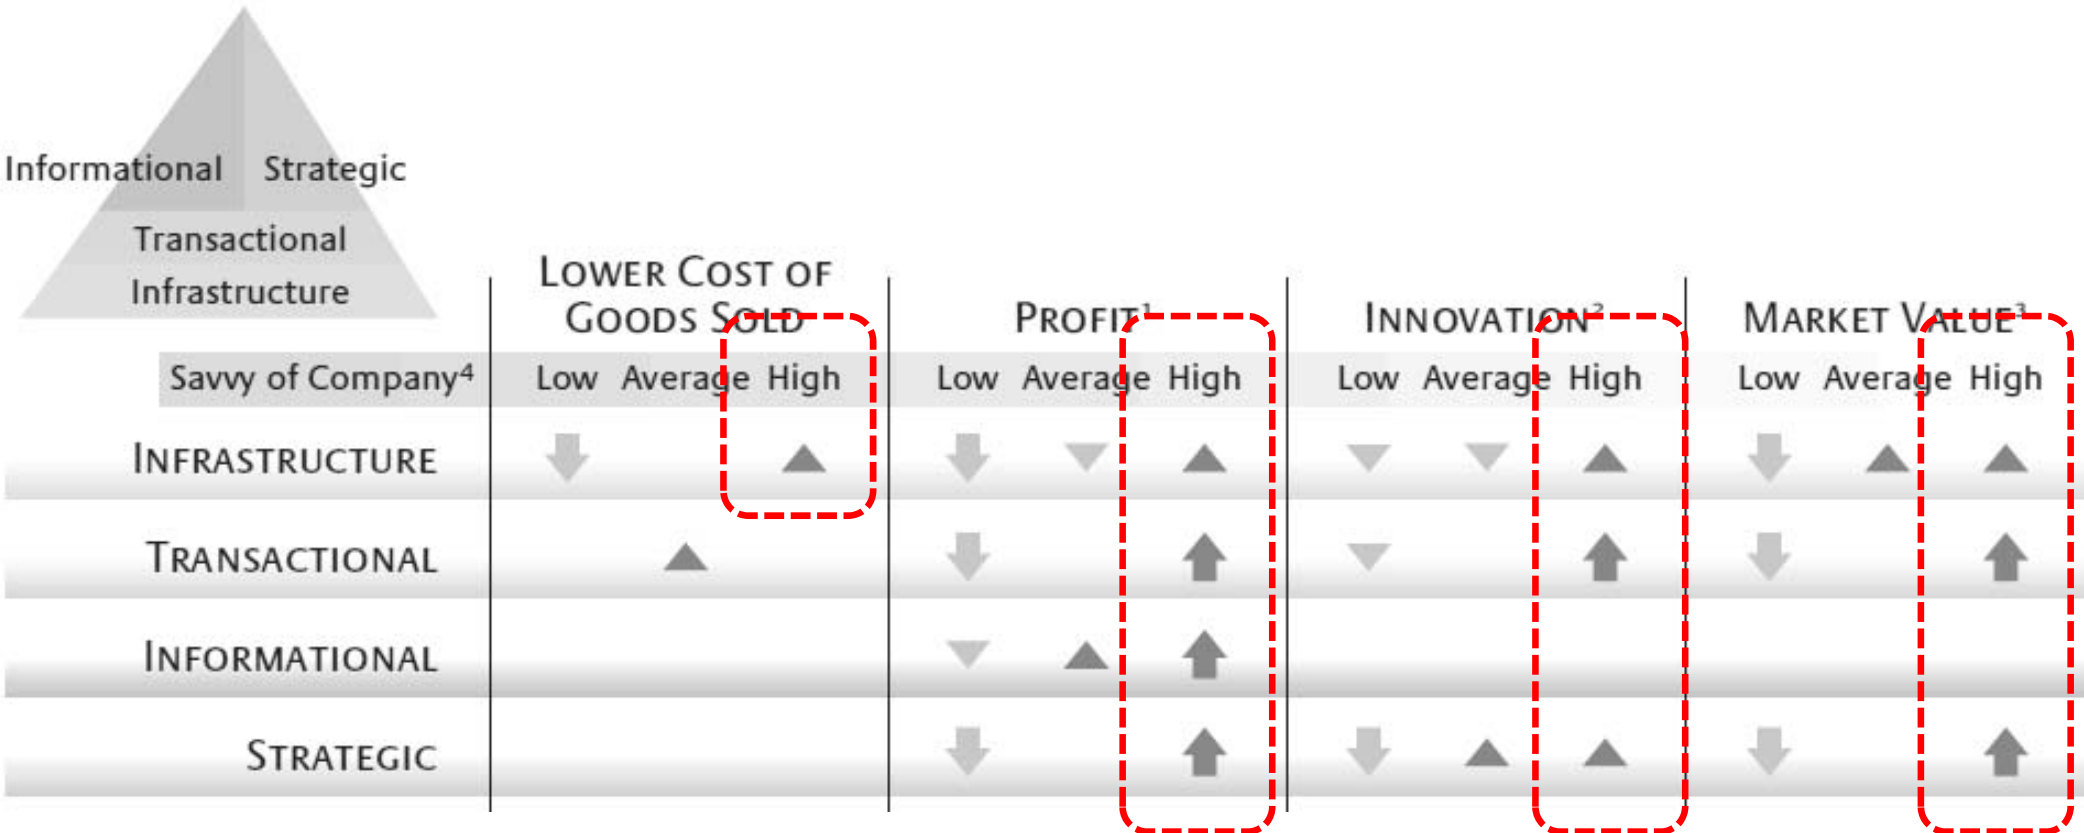 Informational Strategic
Transactional
Infrastructure
LOWER COST OF
GOODS SOLD
PROFIT¹
INNOVATION²
MARKET VALUE³
Savvy of Company⁴ Low Average High Low Average High Low Average High Low Average High
INFRASTRUCTURE
TRANSACTIONAL
INFORMATIONAL
STRATEGIC